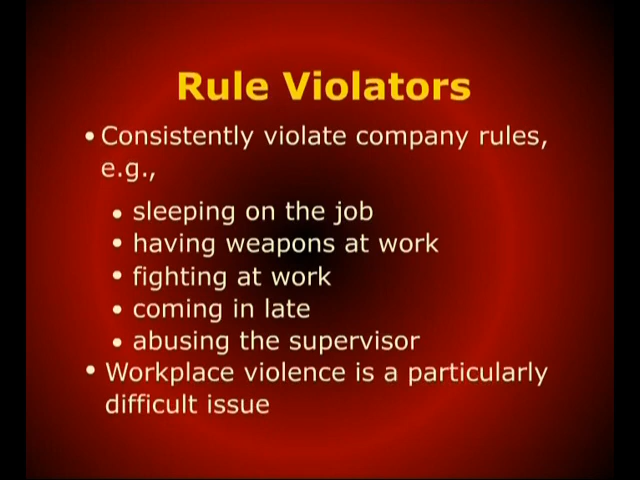 Rule Violators
• Consistently violate company rules,
e.g.,
• sleeping on the job
• having weapons at work
• fighting at work
• coming in late
• abusing the supervisor
• Workplace violence is a particularly
difficult issue